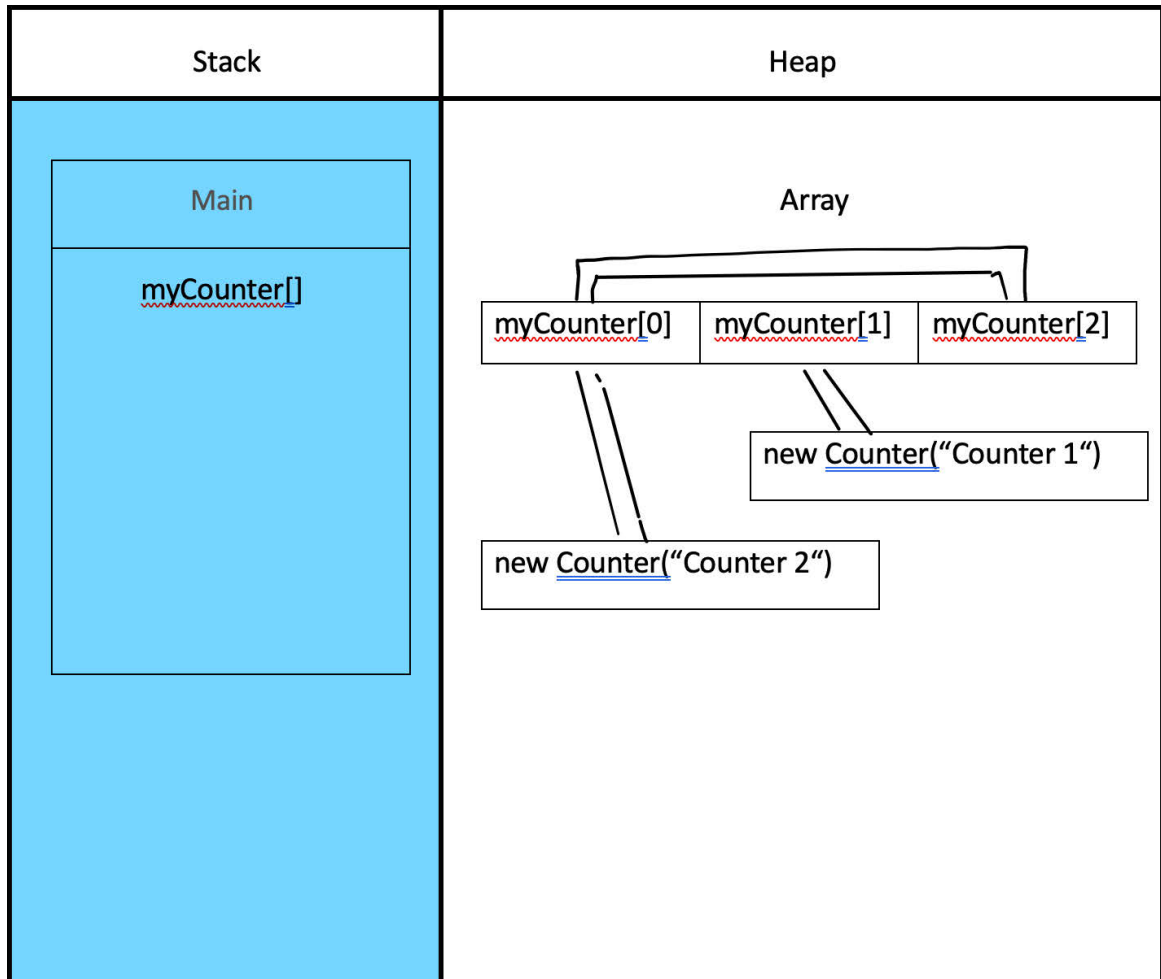 Stack
Heap
Main
myCounter[]
Array
myCounter[0]
myCounter[1]
myCounter[2]
new Counter(“Counter 1“)
new Counter(“Counter 2“)